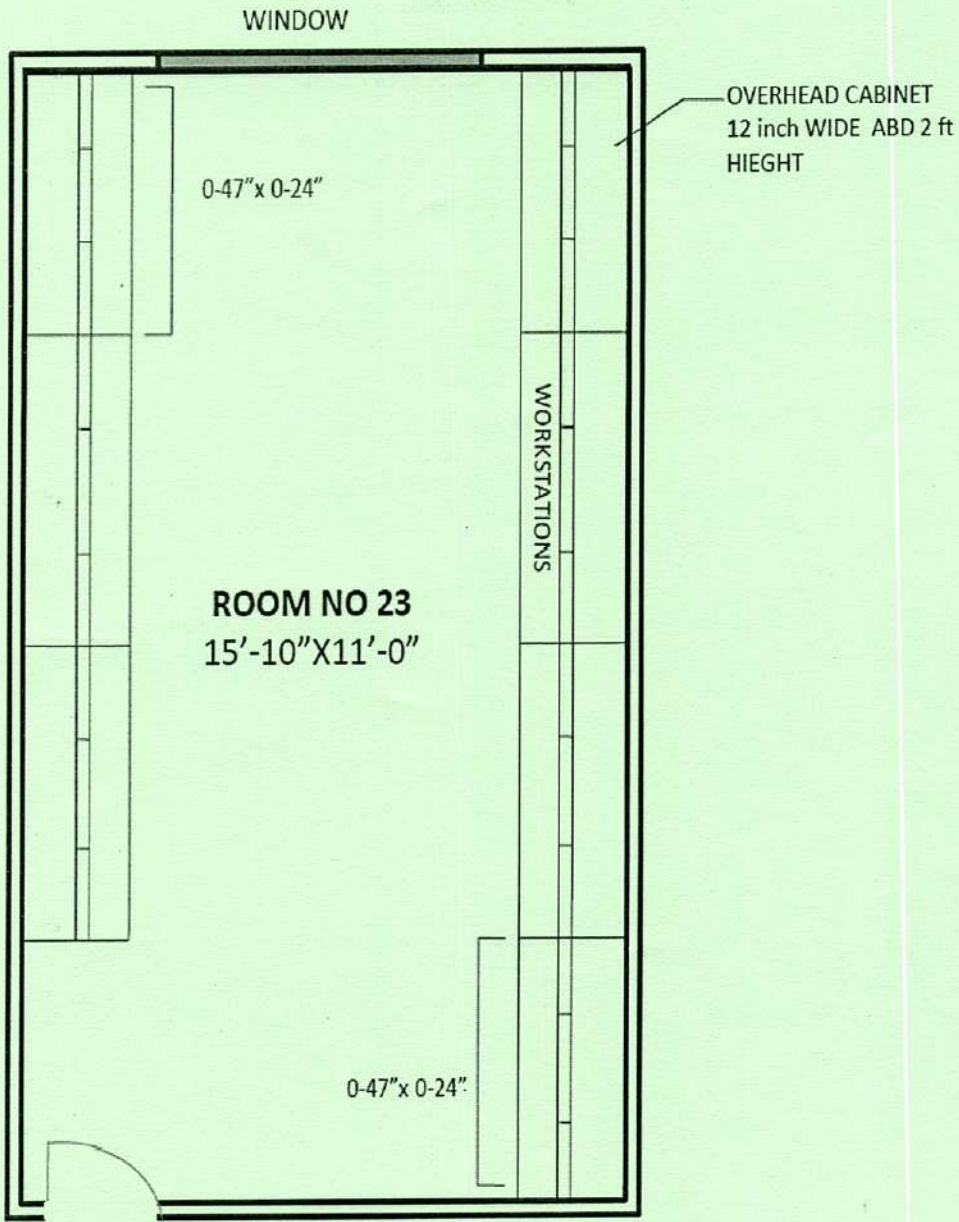 WINDOW
OVERHEAD CABINET
12 inch WIDE ABD 2 ft
HIEGHT
0-47”x 0-24”
WORKSTATIONS
ROOM NO 23
15’-10”X11’-0”
0-47”x 0-24”